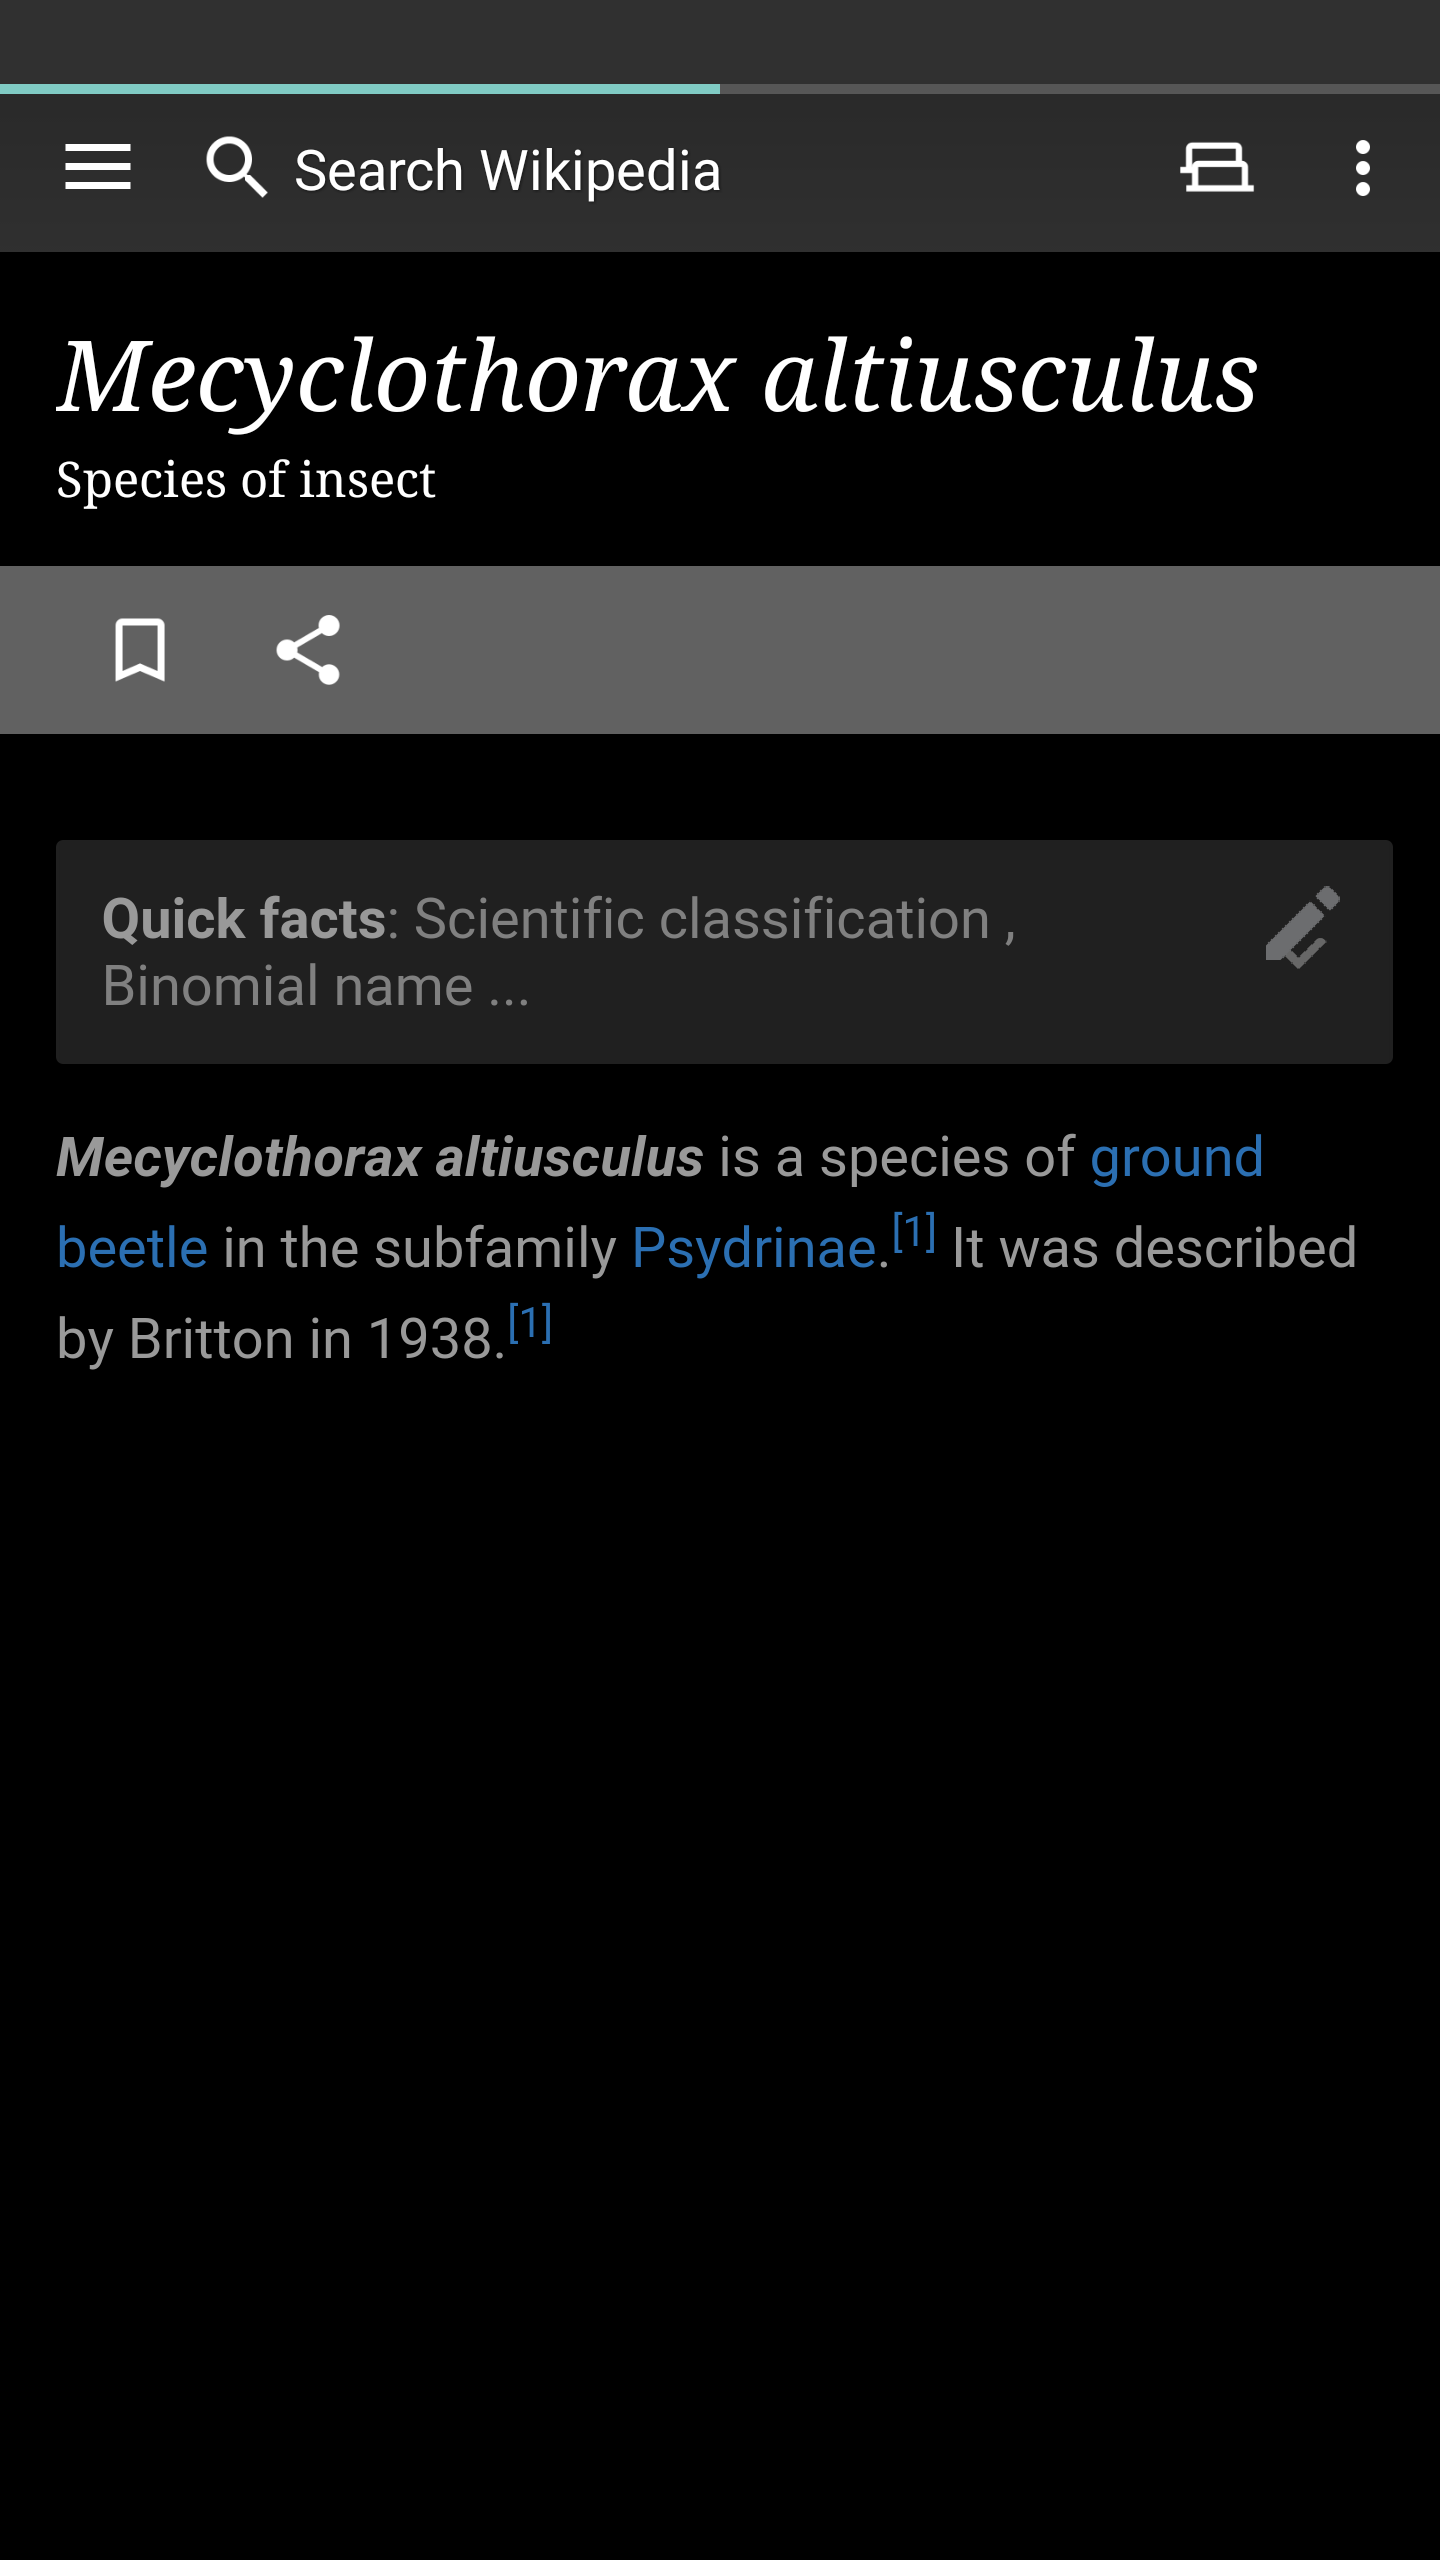 Search Wikipedia
Mecyclothorax altiusculus
Species of insect
Quick facts: Scientific classification ,
Binomial name ...
Mecyclothorax altiusculus is a species of ground
beetle in the subfamily Psydrinae.[1] It was described
by Britton in 1938.[1]